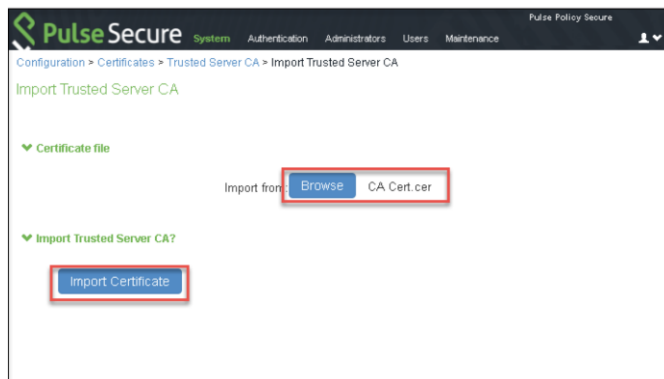 Pulse Policy Secure
Pulse Secure System Authentication Administrators Users Maintenance
Configuration > Certificates > Trusted Server CA > Import Trusted Server CA
Import Trusted Server CA
Certificate file
Import from: Browse CA Cert.cer
Import Trusted Server CA?
Import Certificate